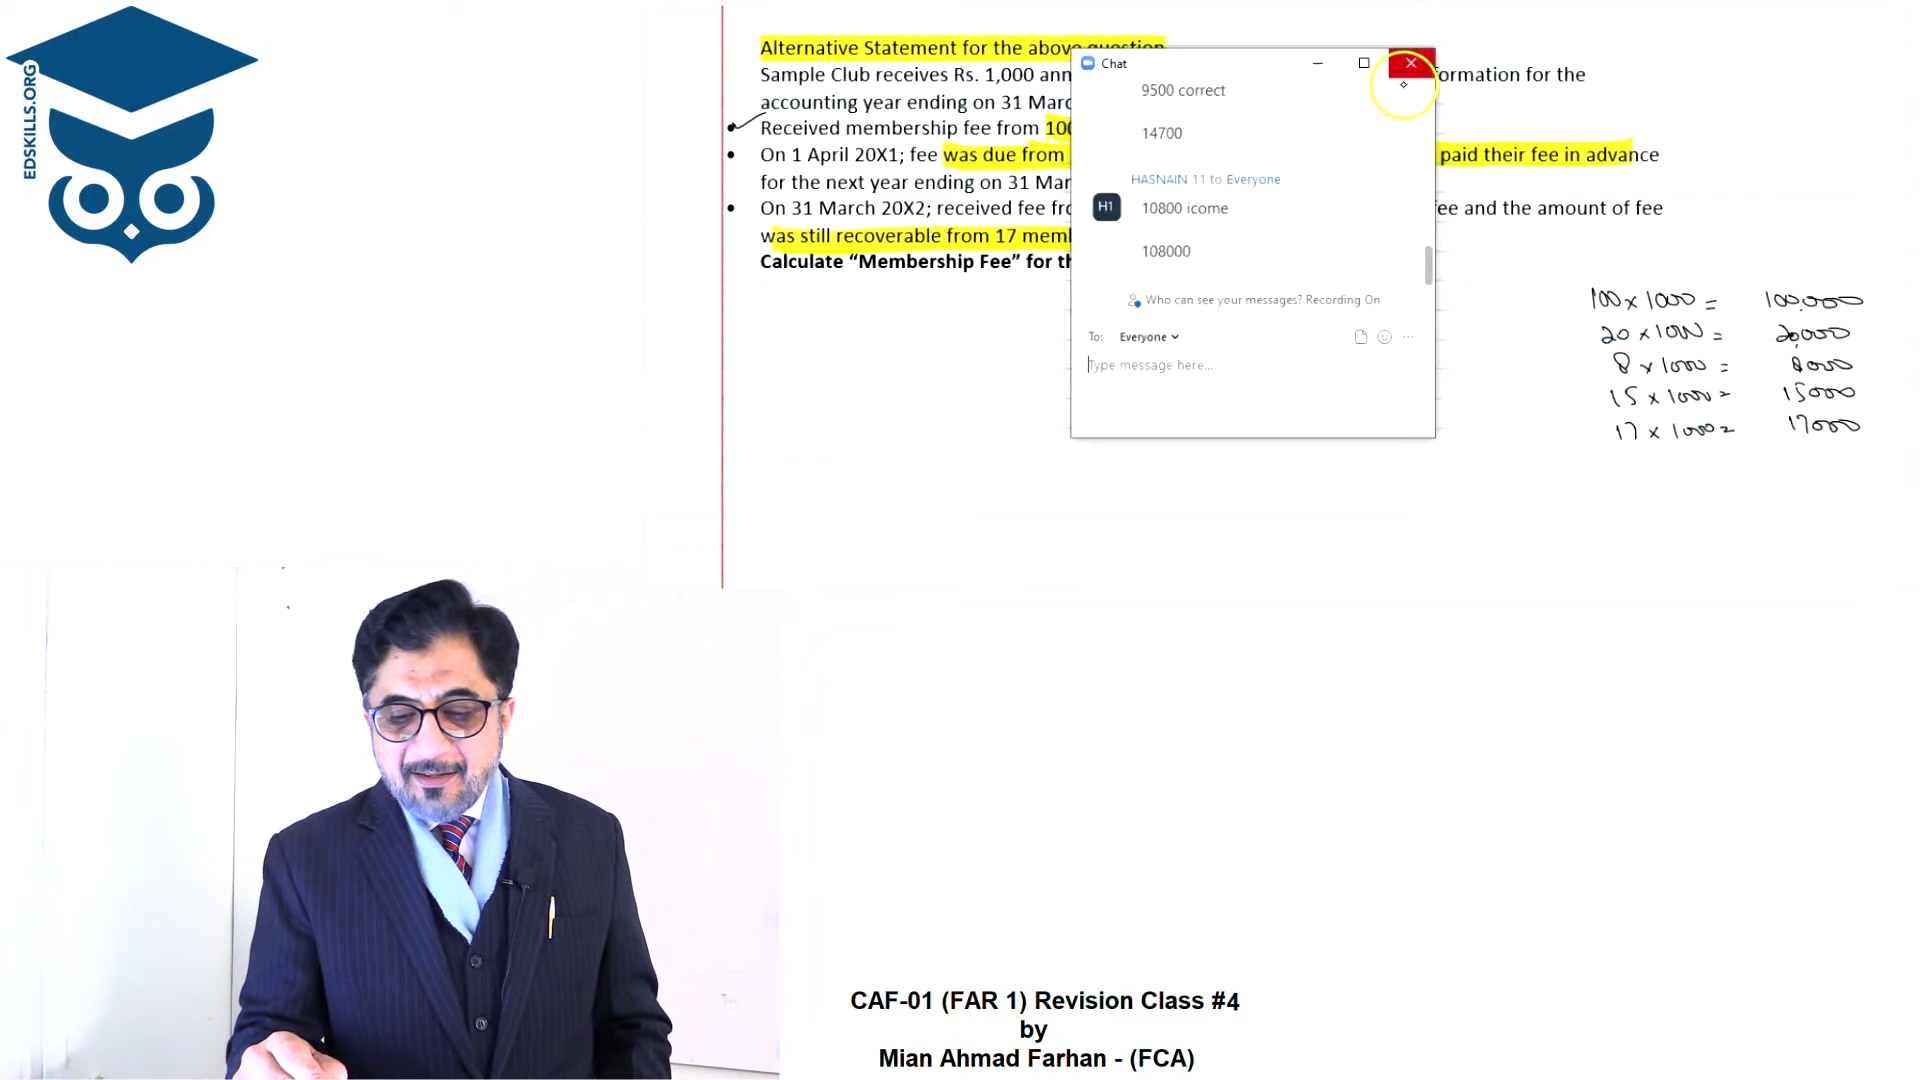 EDSKILLS.ORG
Alternative Statement for the above question
Sample Club receives Rs. 1,000 ann
formation for the
accounting year ending on 31 Marc
Received membership fee from 100
On 1 April 20X1; fee was due from
paid their fee in advance
for the next year ending on 31 Mar
On 31 March 20X2; received fee fro
fee and the amount of fee
was still recoverable from 17 mem
Calculate “Membership Fee” for th
Chat
9500 correct
14700
HASNAIN 11 to Everyone
H1
10800 icome
108000
Who can see your messages? Recording On
To: Everyone
Type message here...
100 x 1000 = 100,000
20 x 1000 = 20,000
8 x 1000 = 8000
15 x 1000 = 15000
17 x 1000 = 17000
CAF-01 (FAR 1) Revision Class #4
by
Mian Ahmad Farhan - (FCA)